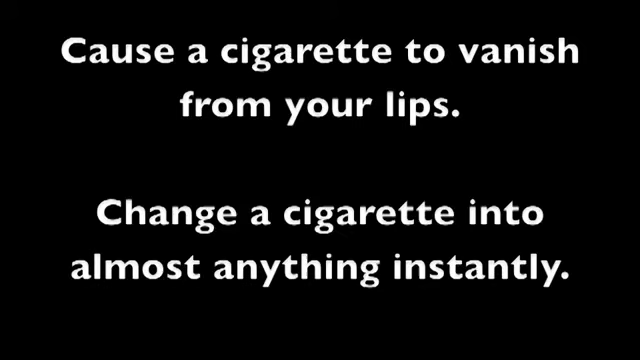 Cause a cigarette to vanish
from your lips.
Change a cigarette into
almost anything instantly.